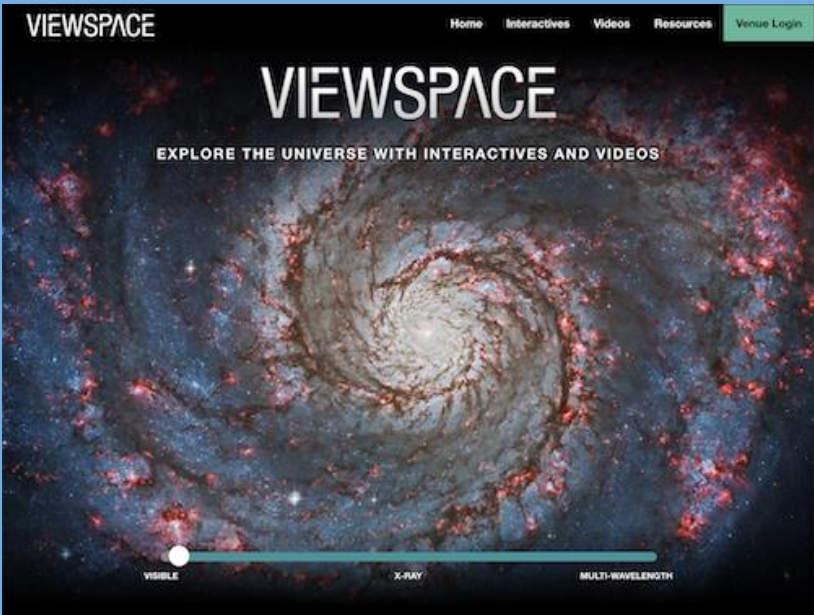 VIEWSPACE
Home Interactives Videos Resources Venue Login
VIEWSPACE
EXPLORE THE UNIVERSE WITH INTERACTIVES AND VIDEOS
VISIBLE X-RAY MULTI-WAVELENGTH